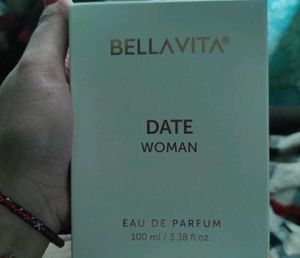 BELLAVITA®
DATE
WOMAN
EAU DE PARFUM
100 ml / 3.38 fl.oz.